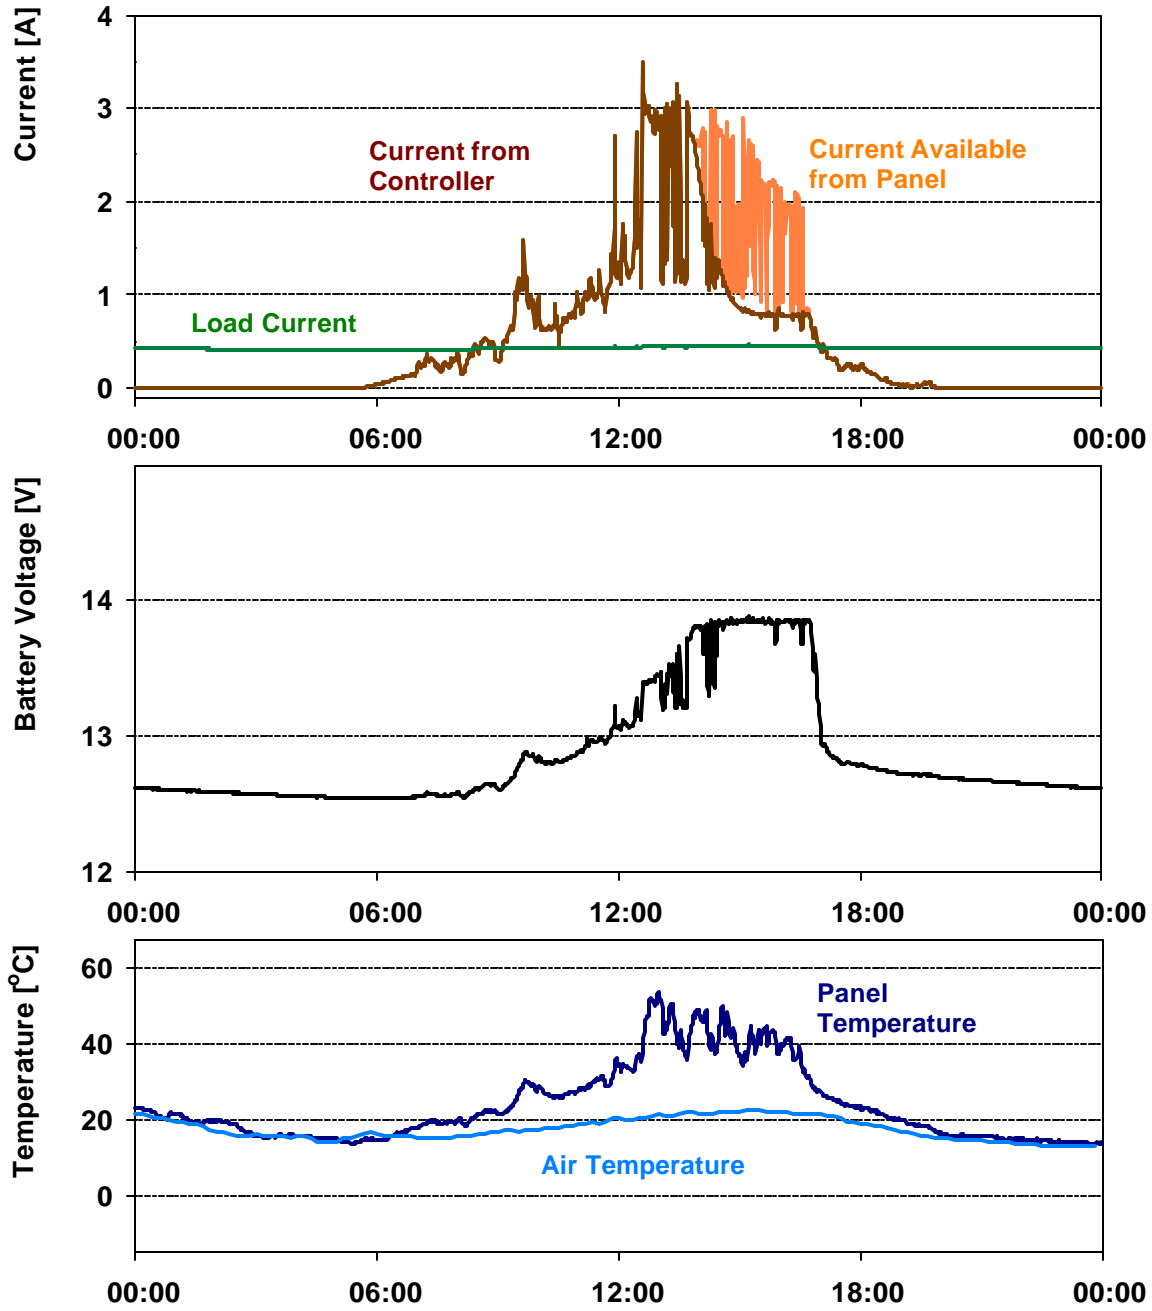 Current [A]
4
3
2
1
0
Current from
Controller
Current Available
from Panel
Load Current
00:00 06:00 12:00 18:00 00:00
Battery Voltage [V]
14
13
12
00:00 06:00 12:00 18:00 00:00
Temperature [°C]
60
40
20
0
Panel
Temperature
Air Temperature
00:00 06:00 12:00 18:00 00:00